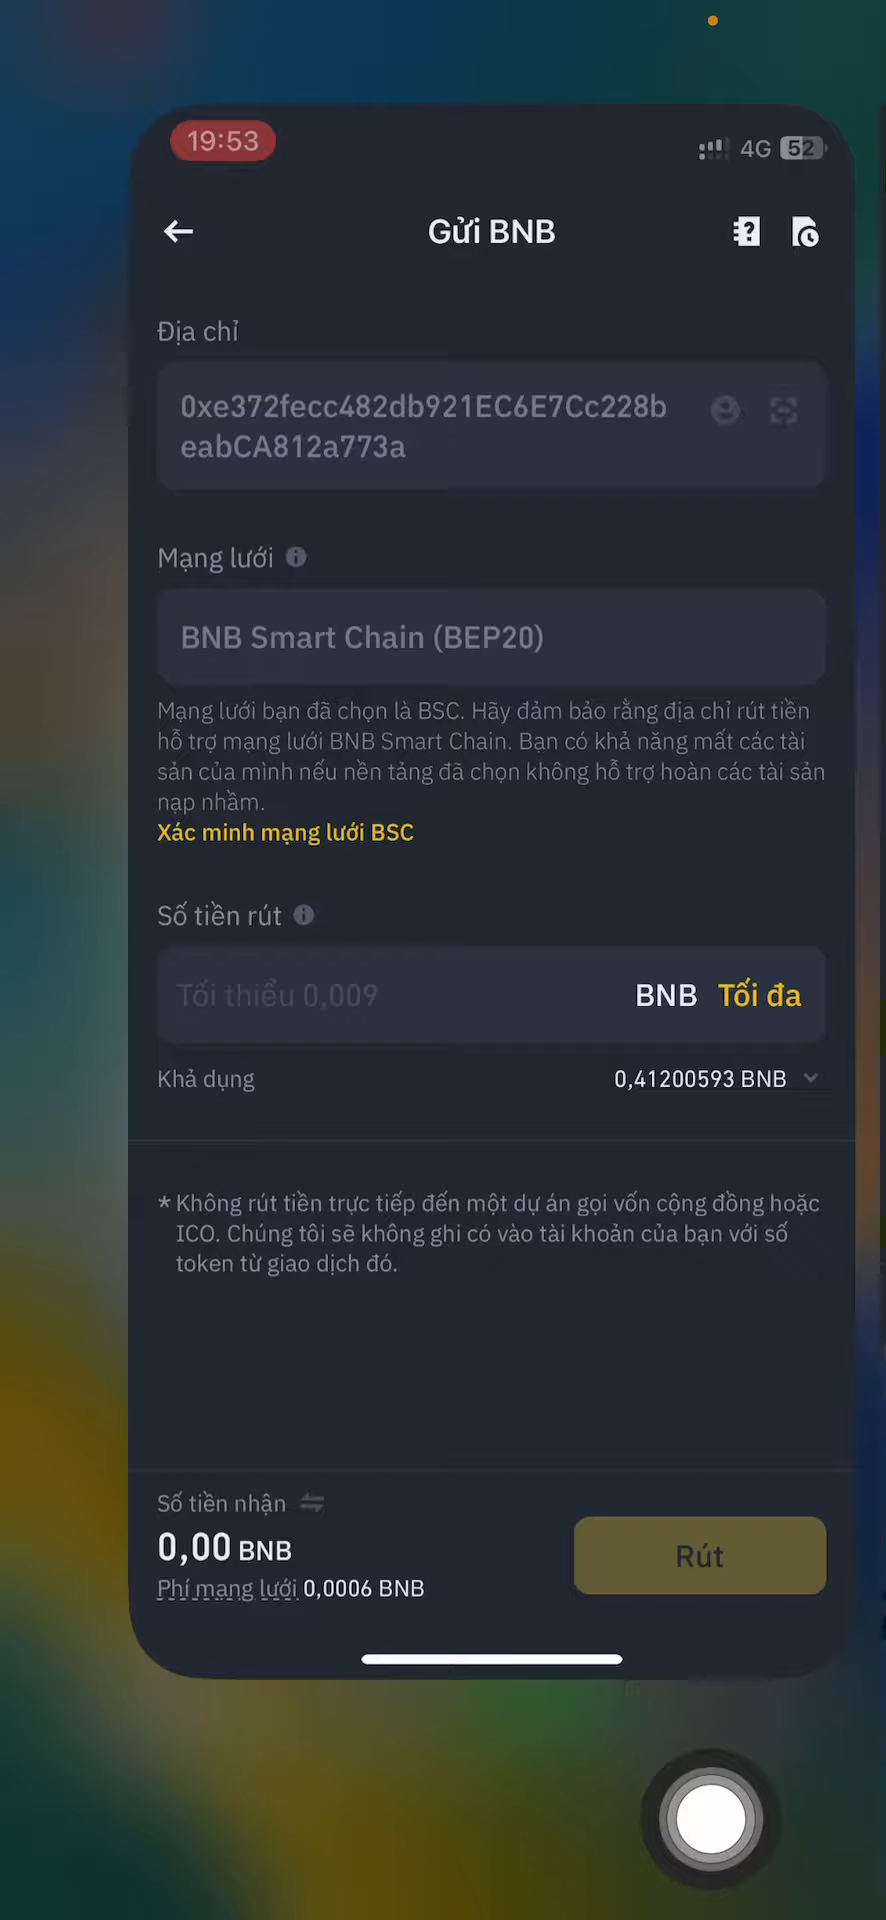 19:53
4G 52
Gửi BNB
Địa chỉ
0xe372fecc482db921EC6E7Cc228b
eabCA812a773a
Mạng lưới
BNB Smart Chain (BEP20)
Mạng lưới bạn đã chọn là BSC. Hãy đảm bảo rằng địa chỉ rút tiền
hỗ trợ mạng lưới BNB Smart Chain. Bạn có khả năng mất các tài
sản của mình nếu nền tảng đã chọn không hỗ trợ hoàn các tài sản
nạp nhầm.
Xác minh mạng lưới BSC
Số tiền rút
Tối thiểu 0,009 BNB Tối đa
Khả dụng 0,41200593 BNB
* Không rút tiền trực tiếp đến một dự án gọi vốn cộng đồng hoặc
ICO. Chúng tôi sẽ không ghi có vào tài khoản của bạn với số
token từ giao dịch đó.
Số tiền nhận
0,00 BNB
Phí mạng lưới 0,0006 BNB
Rút